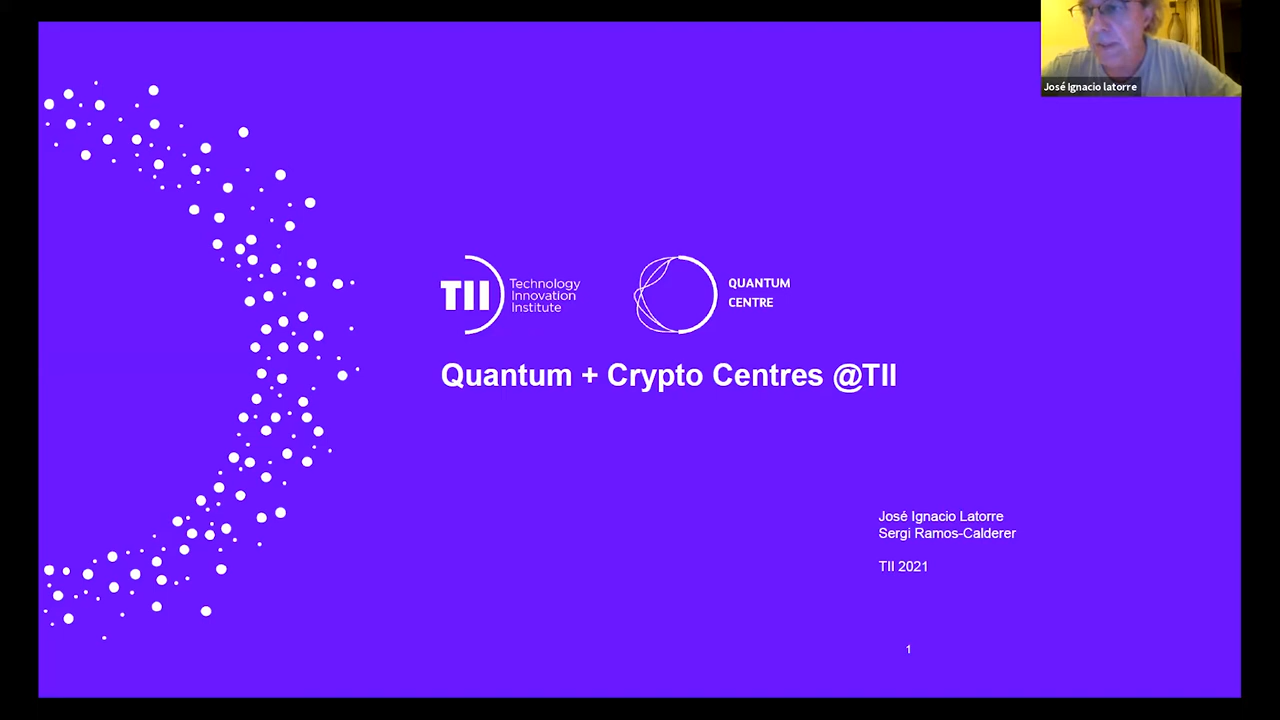 José Ignacio latorre
TII
Technology
Innovation
Institute
QUANTUM
CENTRE
Quantum + Crypto Centres @TII
José Ignacio Latorre
Sergi Ramos-Calderer
TII 2021
1